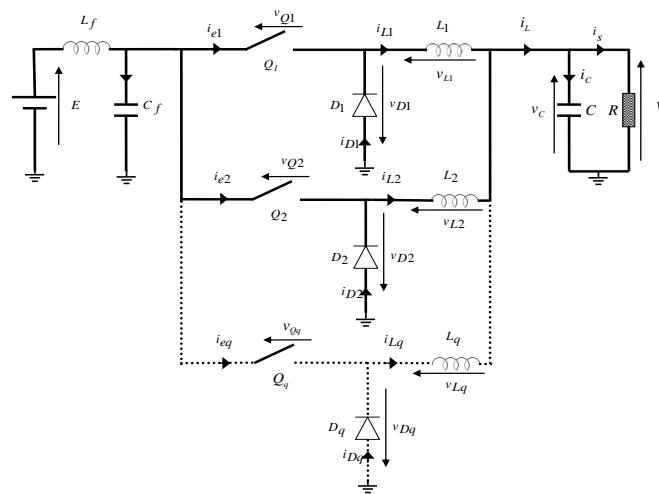 L_f
i_e1
v_Q1
Q_1
i_L1
L_1
i_L
i_s
E
C_f
D_1
v_D1
v_L1
i_D1
v_C
i_C
C
R
i_e2
v_Q2
Q_2
i_L2
L_2
v_L2
D_2
v_D2
i_D2
i_eq
v_Qq
Q_q
i_Lq
L_q
v_Lq
D_q
v_Dq
i_Dq